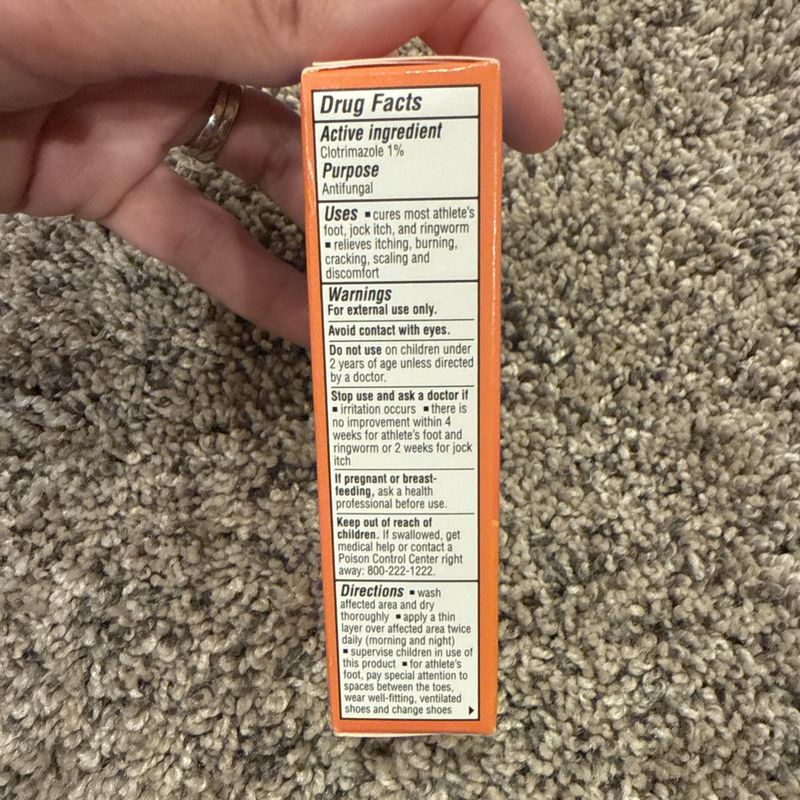 Drug Facts
Active ingredient
Clotrimazole 1%
Purpose
Antifungal
Uses ▪ cures most athlete's
foot, jock itch, and ringworm
▪ relieves itching, burning,
cracking, scaling and
discomfort
Warnings
For external use only.
Avoid contact with eyes.
Do not use on children under
2 years of age unless directed
by a doctor.
Stop use and ask a doctor if
▪ irritation occurs ▪ there is
no improvement within 4
weeks for athlete's foot and
ringworm or 2 weeks for jock
itch
If pregnant or breast-
feeding, ask a health
professional before use.
Keep out of reach of
children. If swallowed, get
medical help or contact a
Poison Control Center right
away: 800-222-1222.
Directions ▪ wash
affected area and dry
thoroughly ▪ apply a thin
layer over affected area twice
daily (morning and night)
▪ supervise children in use of
this product ▪ for athlete's
foot, pay special attention to
spaces between the toes,
wear well-fitting, ventilated
shoes and change shoes